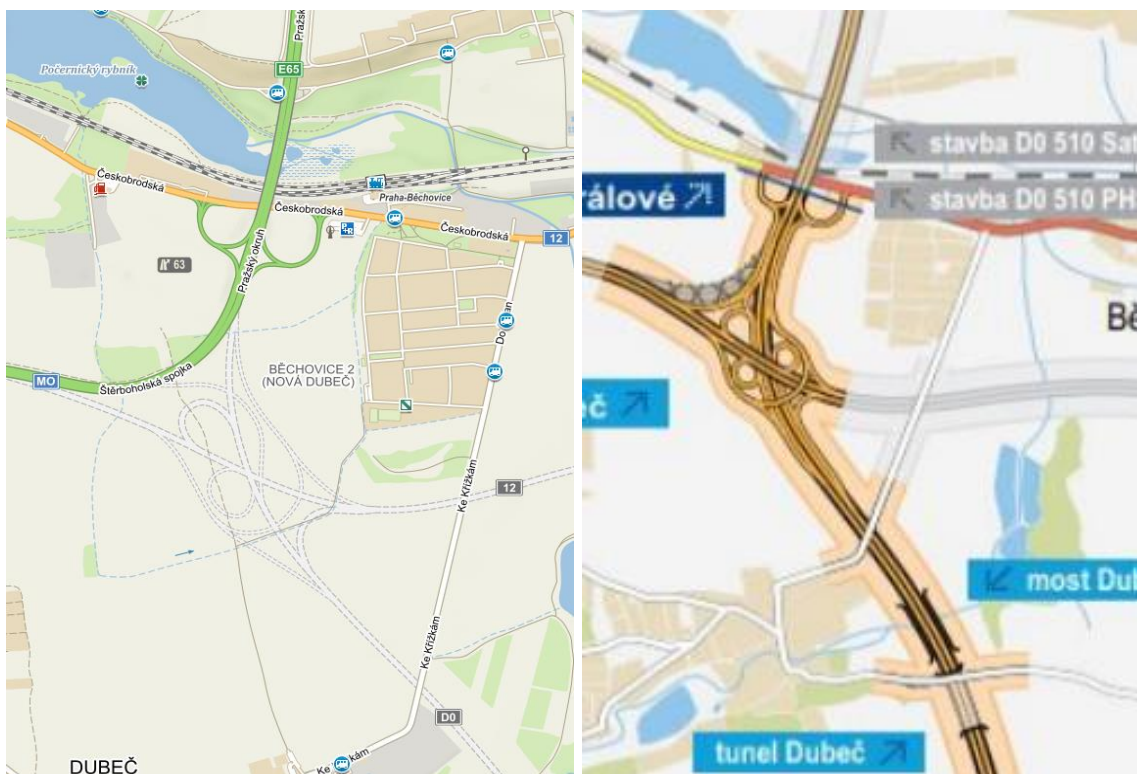 Pražsk
Počernický rybník
E65
Českobrodská
Praha-Běchovice
Českobrodská
Českobrodská
12
63
Pražský okruh
MO
Štěrboholská spojka
BĚCHOVICE 2
(NOVÁ DUBEČ)
12
Ke Křížkám
Ke Křížkám
D0
DUBEČ
stavba D0 510 Sat
rálové
stavba D0 510 PH
Bě
eč
most Dub
tunel Dubeč